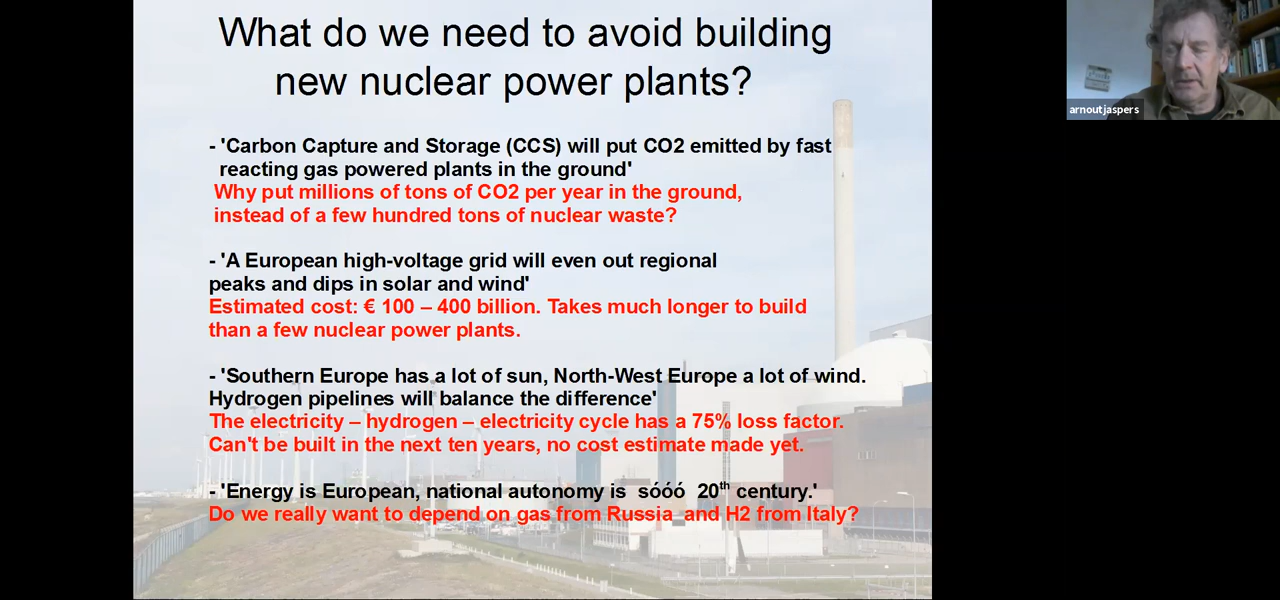 What do we need to avoid building
new nuclear power plants?
- 'Carbon Capture and Storage (CCS) will put CO2 emitted by fast
reacting gas powered plants in the ground'
Why put millions of tons of CO2 per year in the ground,
instead of a few hundred tons of nuclear waste?
- 'A European high-voltage grid will even out regional
peaks and dips in solar and wind'
Estimated cost: € 100 – 400 billion. Takes much longer to build
than a few nuclear power plants.
- 'Southern Europe has a lot of sun, North-West Europe a lot of wind.
Hydrogen pipelines will balance the difference'
The electricity – hydrogen – electricity cycle has a 75% loss factor.
Can't be built in the next ten years, no cost estimate made yet.
- 'Energy is European, national autonomy is sóóó 20th century.'
Do we really want to depend on gas from Russia and H2 from Italy?
arnoutjaspers